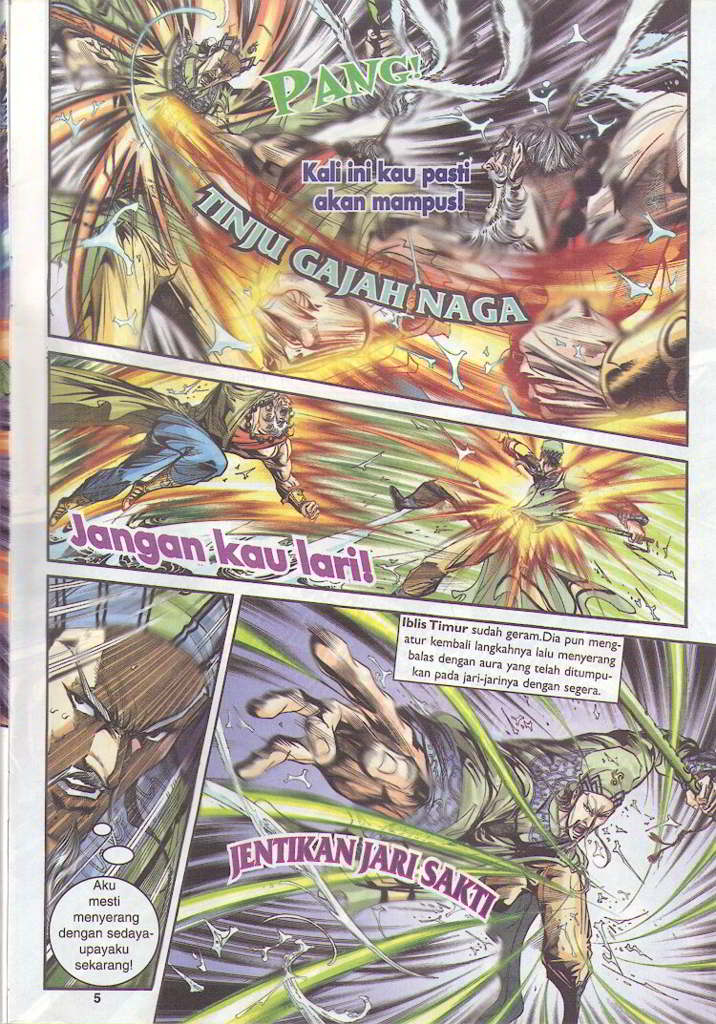 PANG!
Kali ini kau pasti
akan mampus!
TINJU GAJAH NAGA
Jangan kau lari!
Iblis Timur sudah geram.Dia pun meng-
atur kembali langkahnya lalu menyerang
balas dengan aura yang telah ditumpu-
kan pada jari-jarinya dengan segera.
JENTIKAN JARI SAKTI
Aku
mesti
menyerang
dengan sedaya-
upayaku
sekarang!
5